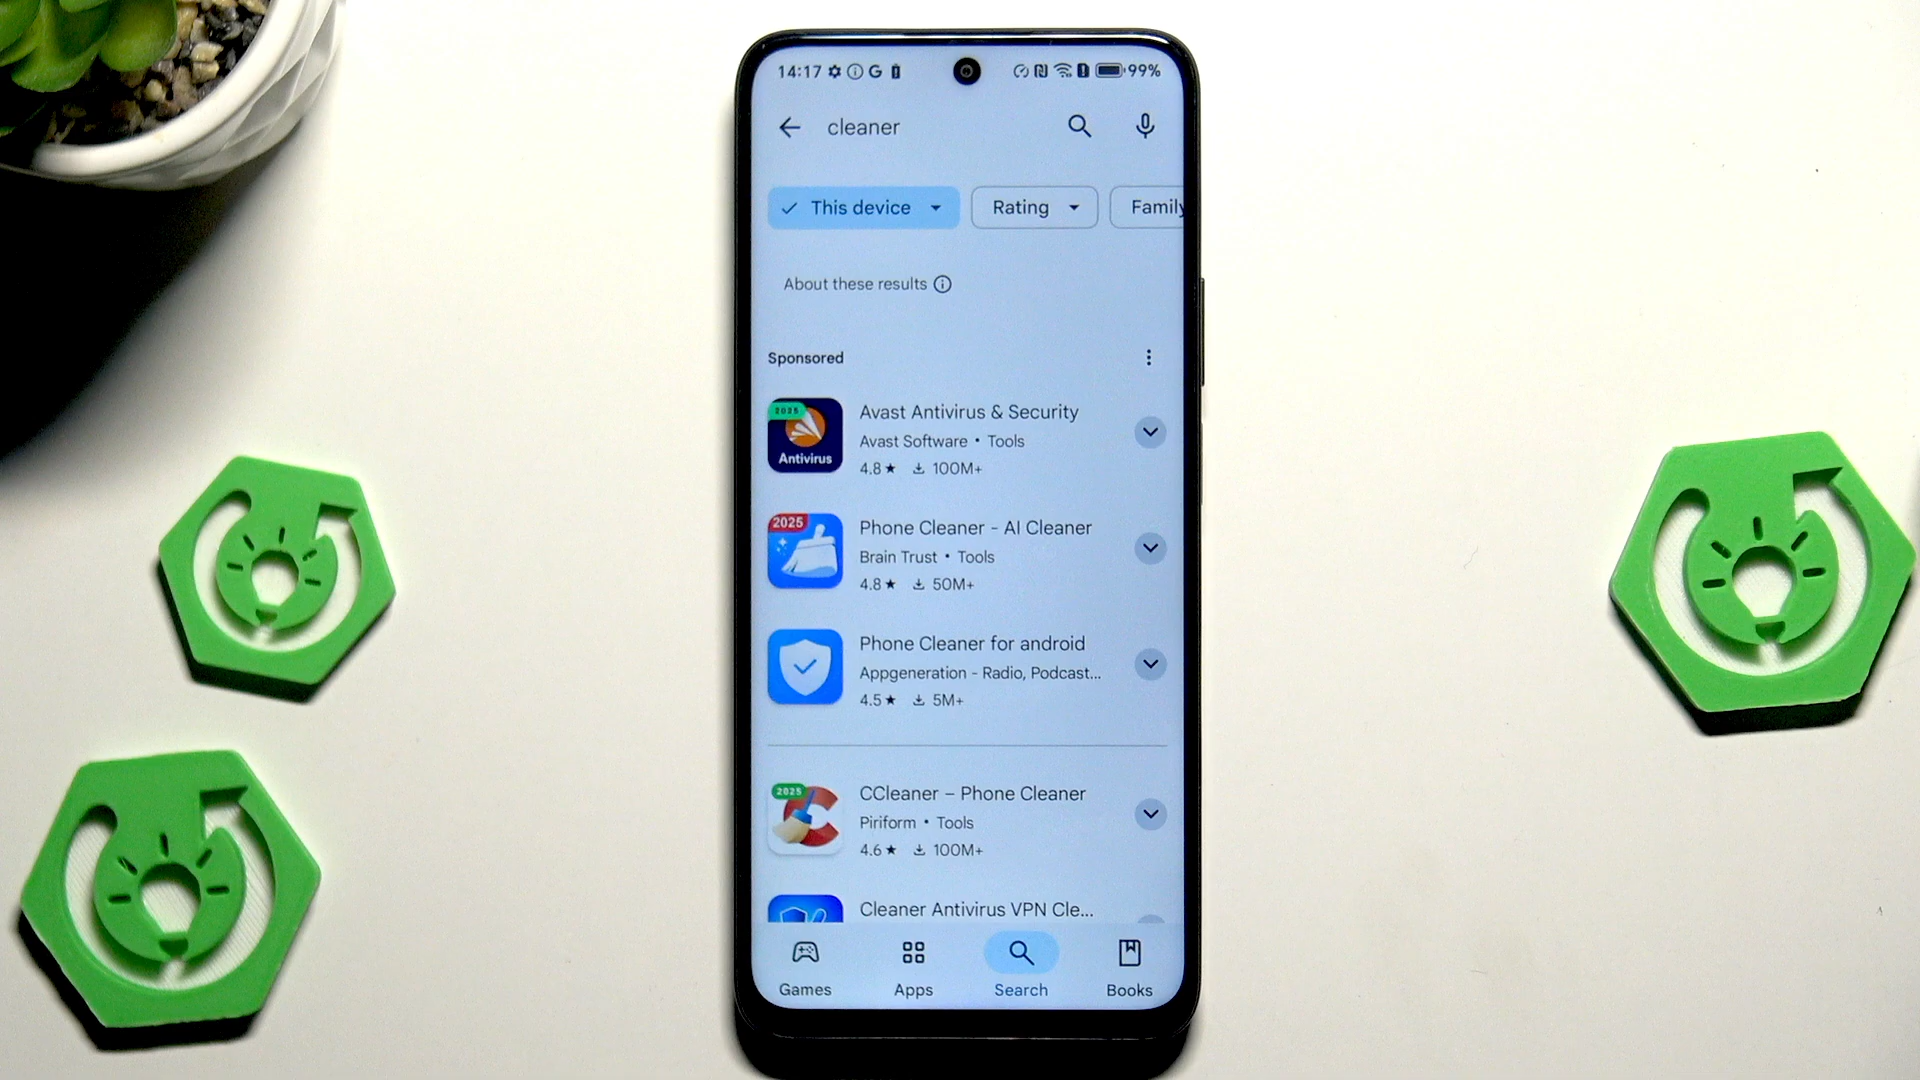 14:17 99%
cleaner
This device Rating Family
About these results
Sponsored
2025
Antivirus
Avast Antivirus & Security
Avast Software • Tools
4.8★ 100M+
2025
Phone Cleaner - AI Cleaner
Brain Trust • Tools
4.8★ 50M+
Phone Cleaner for android
Appgeneration - Radio, Podcast...
4.5★ 5M+
2025
CCleaner – Phone Cleaner
Piriform • Tools
4.6★ 100M+
Cleaner Antivirus VPN Cle...
Games Apps Search Books